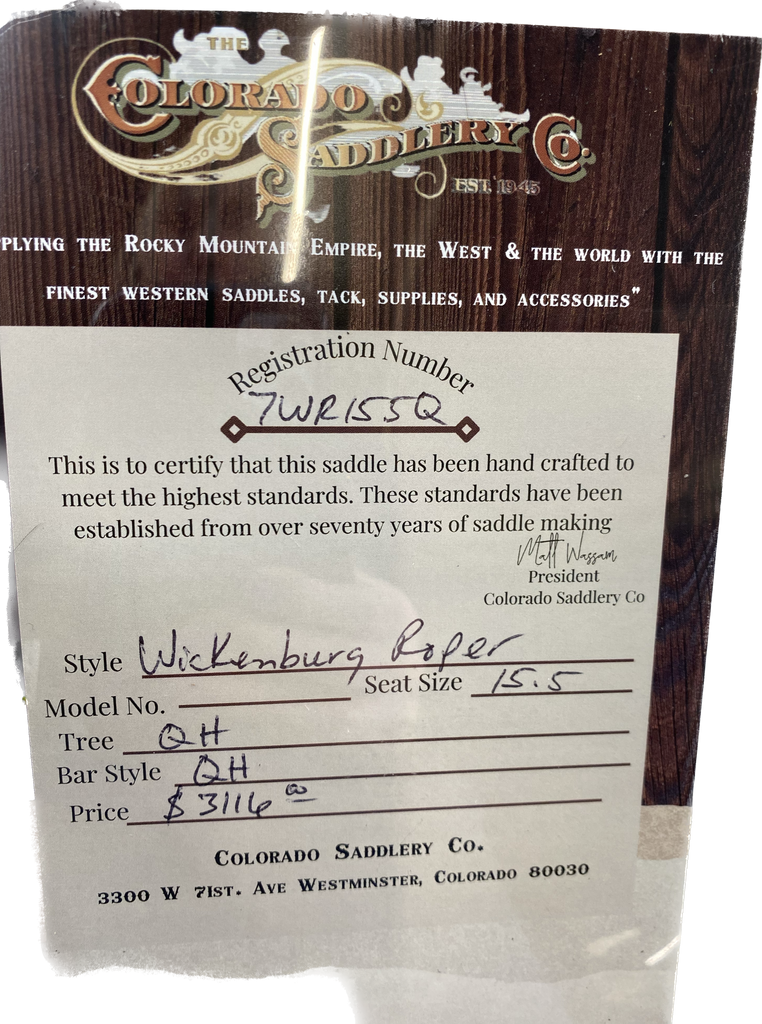 THE
COLORADO
SADDLERY CO.
EST. 1945
PLYING THE ROCKY MOUNTAIN EMPIRE, THE WEST & THE WORLD WITH THE
FINEST WESTERN SADDLES, TACK, SUPPLIES, AND ACCESSORIES"
Registration Number
7WR155Q
This is to certify that this saddle has been hand crafted to
meet the highest standards. These standards have been
established from over seventy years of saddle making
Matt Wassam
President
Colorado Saddlery Co
Style Wickenburg Roper
Seat Size 15.5
Model No.
Tree QH
Bar Style QH
Price $3116 00
COLORADO SADDLERY CO.
3300 W 71ST. AVE WESTMINSTER, COLORADO 80030